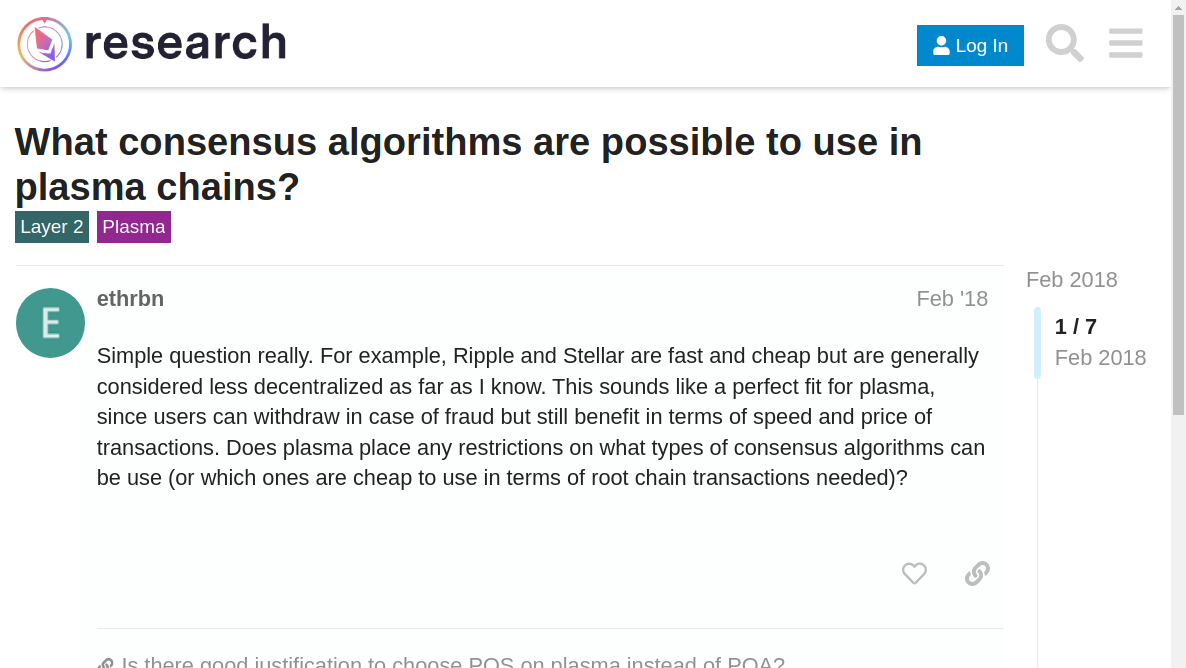 research
Log In
What consensus algorithms are possible to use in
plasma chains?
Layer 2 Plasma
Feb 2018
E
ethrbn Feb '18
1 / 7
Feb 2018
Simple question really. For example, Ripple and Stellar are fast and cheap but are generally
considered less decentralized as far as I know. This sounds like a perfect fit for plasma,
since users can withdraw in case of fraud but still benefit in terms of speed and price of
transactions. Does plasma place any restrictions on what types of consensus algorithms can
be use (or which ones are cheap to use in terms of root chain transactions needed)?
Is there good justification to choose POS on plasma instead of POA?